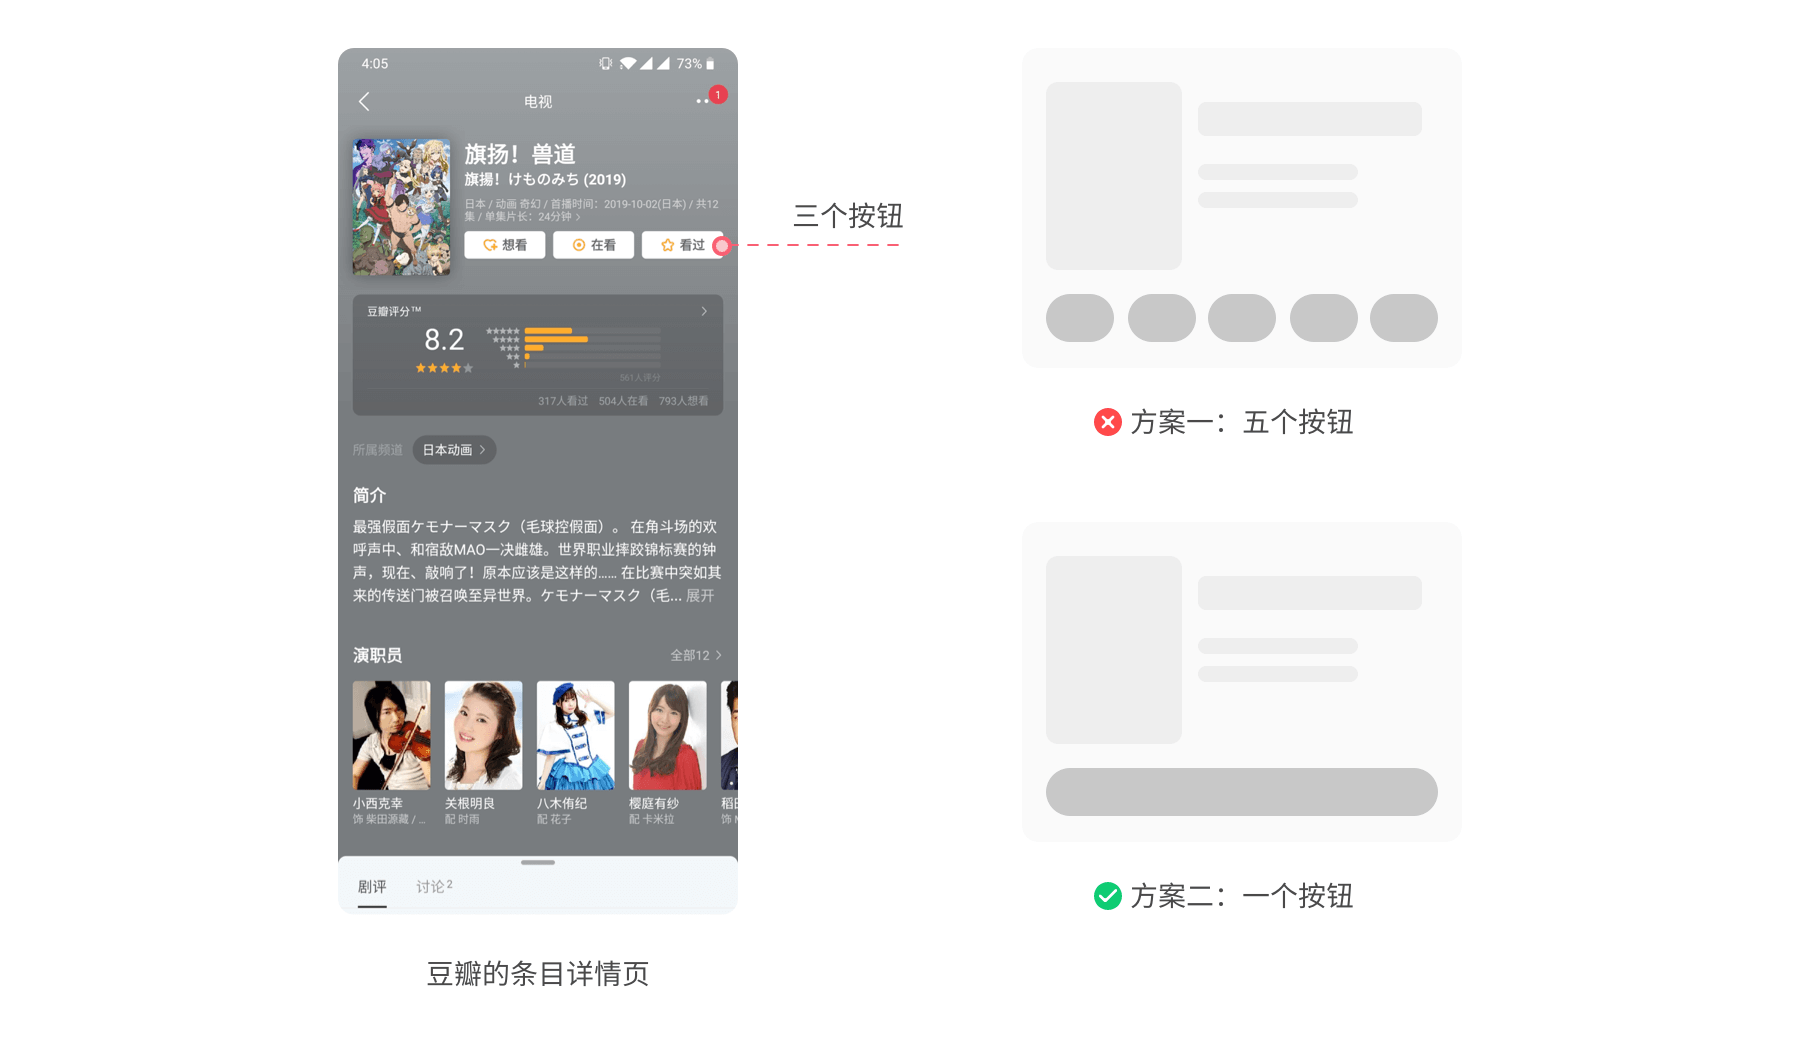 4:05
73%
电视
1
旗扬！兽道
旗揚！けものみち (2019)
日本 / 动画 奇幻 / 首播时间：2019-10-02(日本) / 共12
集 / 单集片长：24分钟
想看
在看
看过
三个按钮
豆瓣评分™
8.2
561人评分
317人看过 504人在看 793人想看
所属频道
日本动画
简介
最强假面ケモナーマスク（毛球控假面）。 在角斗场的欢
呼声中、和宿敌MAO一决雌雄。世界职业摔跤锦标赛的钟
声，现在、敲响了！原本应该是这样的...... 在比赛中突如其
来的传送门被召唤至异世界。ケモナーマスク（毛... 展开
演职员
全部12
小西克幸
饰 柴田源藏 / ...
关根明良
配 时雨
八木侑纪
配 花子
樱庭有纱
配 卡米拉
剧评
讨论2
豆瓣的条目详情页
方案一：五个按钮
方案二：一个按钮